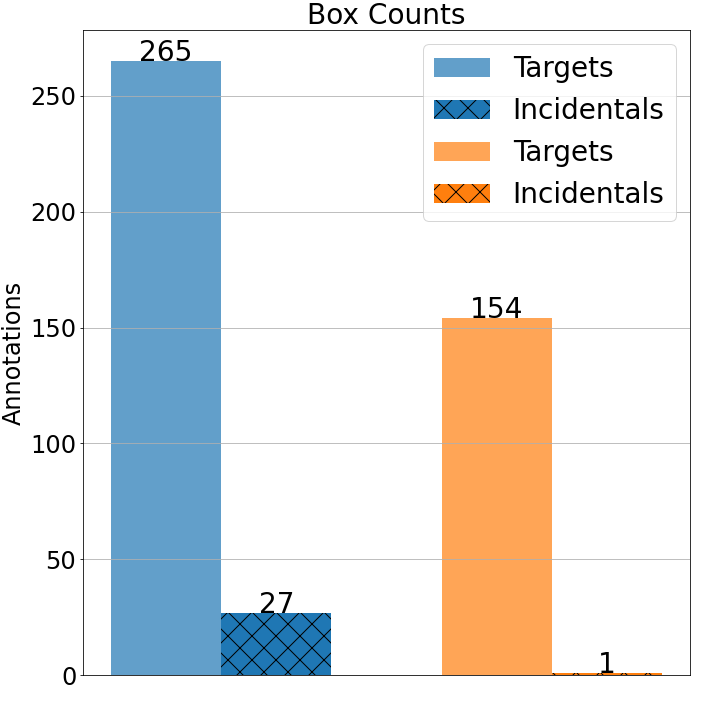 Box Counts
265
Targets
Incidentals
Targets
Incidentals
250
200
154
150
Annotations
100
50
27
1
0